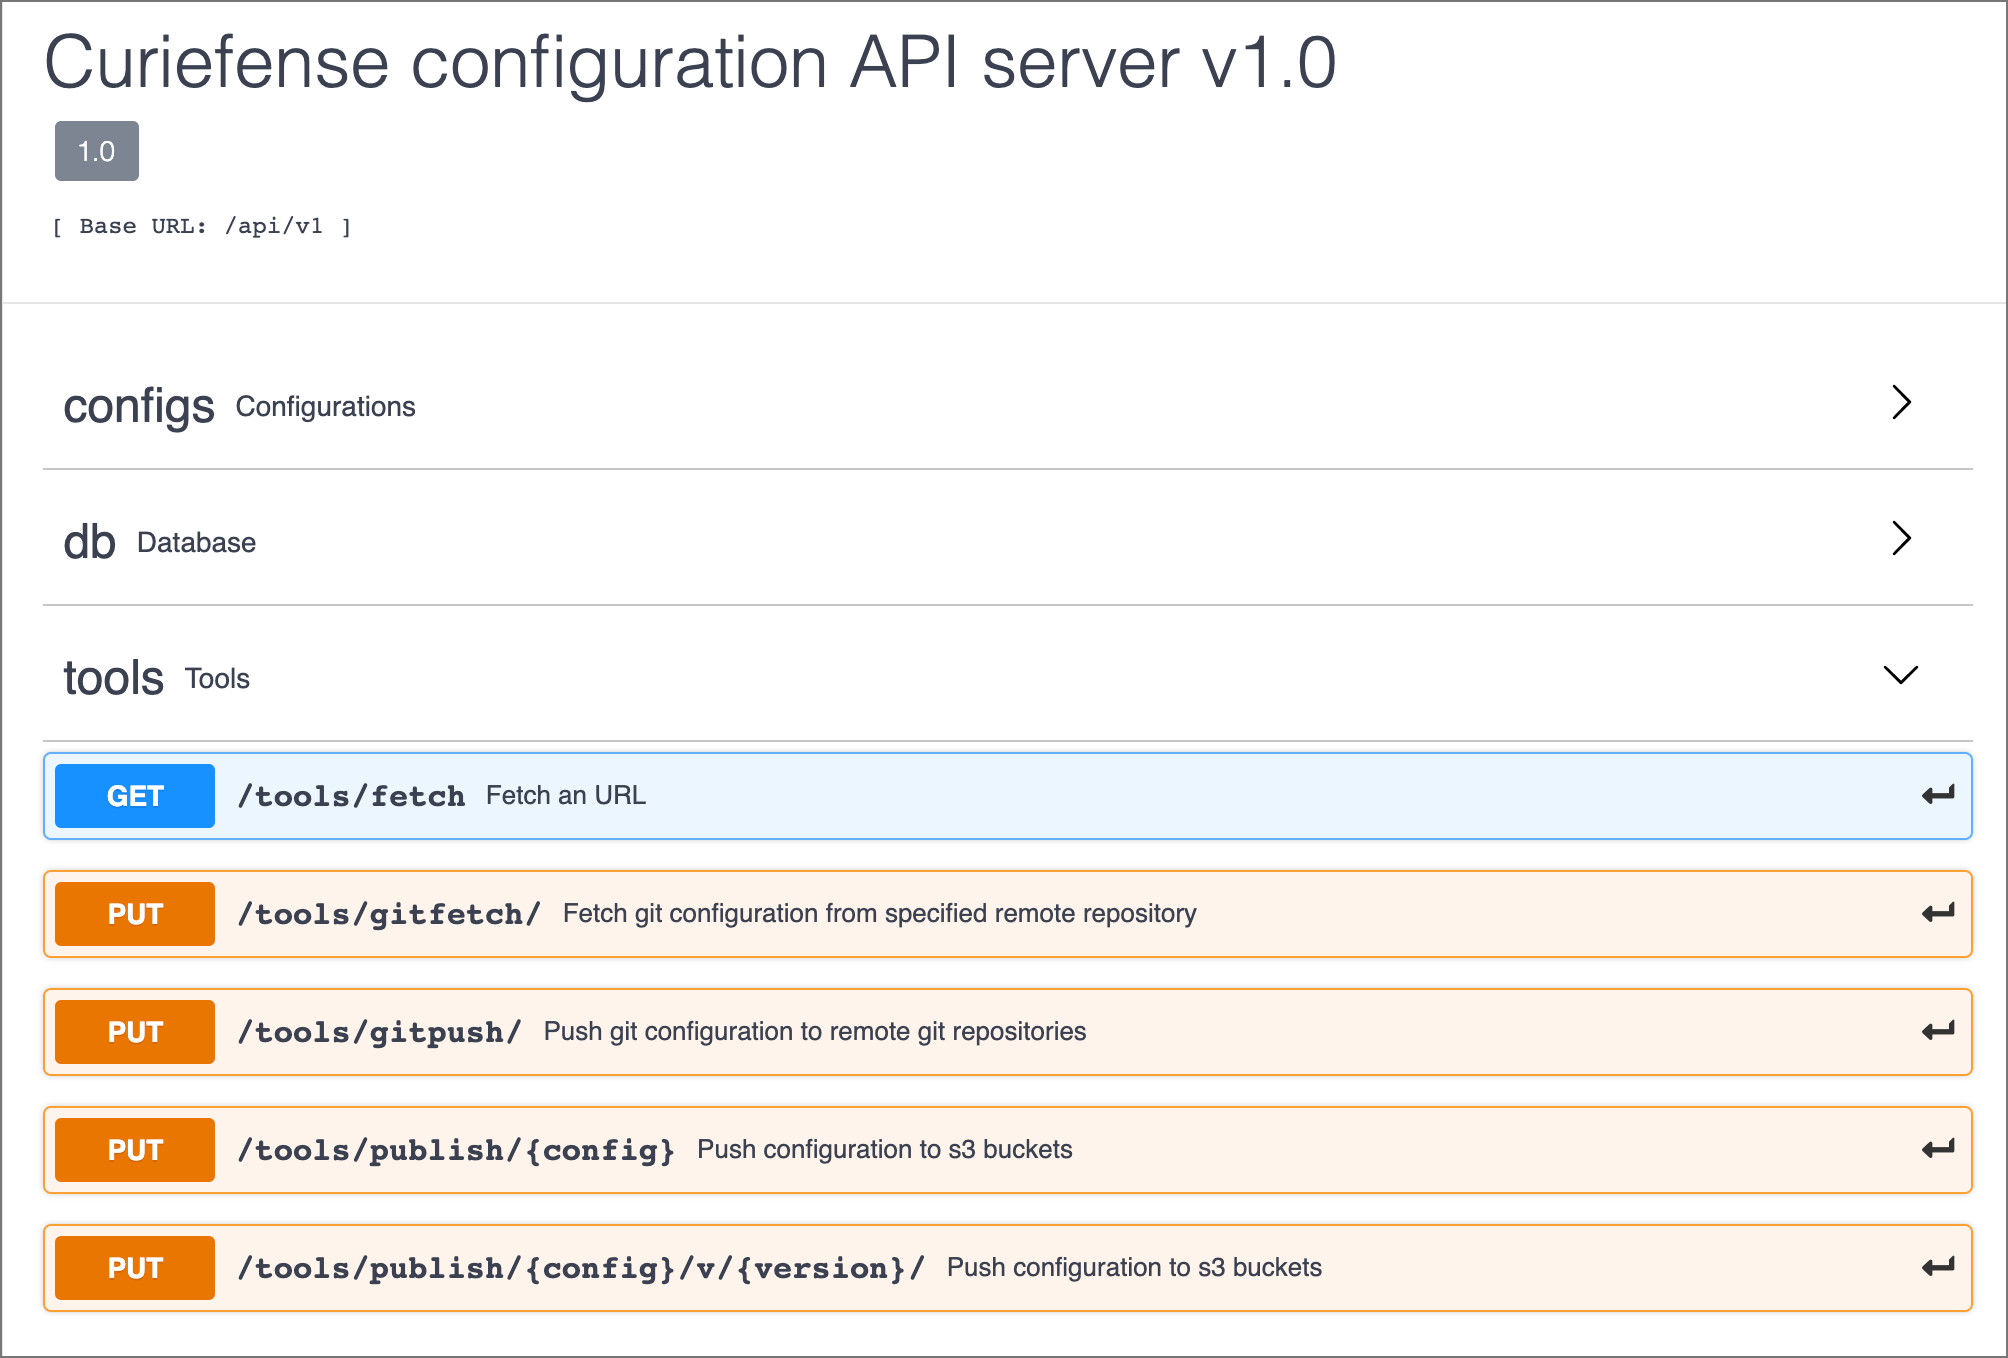 Curiefense configuration API server v1.0
1.0
[ Base URL: /api/v1 ]
configs Configurations
db Database
tools Tools
GET /tools/fetch Fetch an URL
PUT /tools/gitfetch/ Fetch git configuration from specified remote repository
PUT /tools/gitpush/ Push git configuration to remote git repositories
PUT /tools/publish/{config} Push configuration to s3 buckets
PUT /tools/publish/{config}/v/{version}/ Push configuration to s3 buckets